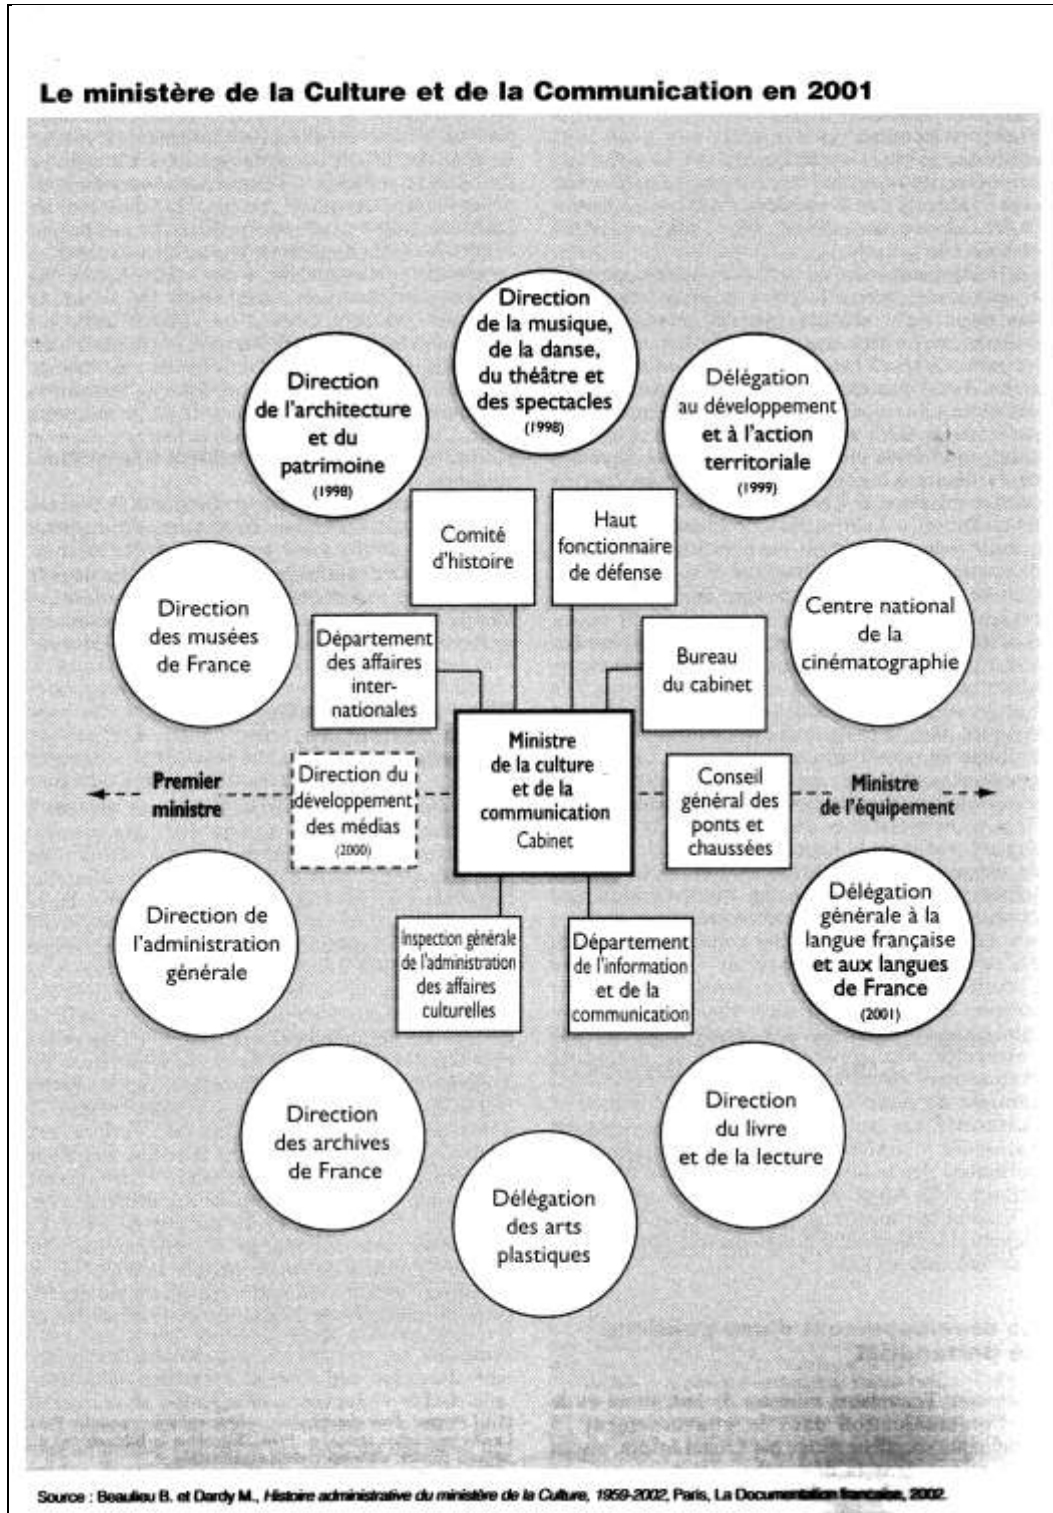 Le ministère de la Culture et de la Communication en 2001
Direction
de la musique,
de la danse,
du théâtre et
des spectacles
(1998)
Direction
de l'architecture
et du
patrimoine
(1998)
Délégation
au développement
et à l'action
territoriale
(1999)
Comité
d'histoire
Haut
fonctionnaire
de défense
Direction
des musées
de France
Centre national
de la
cinématographie
Département
des affaires
inter-
nationales
Bureau
du cabinet
Ministre
de la culture
et de la
communication
Cabinet
Premier
ministre
Direction du
développement
des médias
(2000)
Conseil
général des
ponts et
chaussées
Ministre
de l'équipement
Direction de
l'administration
générale
Inspection générale
de l'administration
des affaires
culturelles
Département
de l'information
et de la
communication
Délégation
générale à la
langue française
et aux langues
de France
(2001)
Direction
des archives
de France
Délégation
des arts
plastiques
Direction
du livre
et de la lecture
Source : Beaulieu B. et Dardy M., Histoire administrative du ministère de la Culture, 1959-2002, Paris, La Documentation française, 2002.